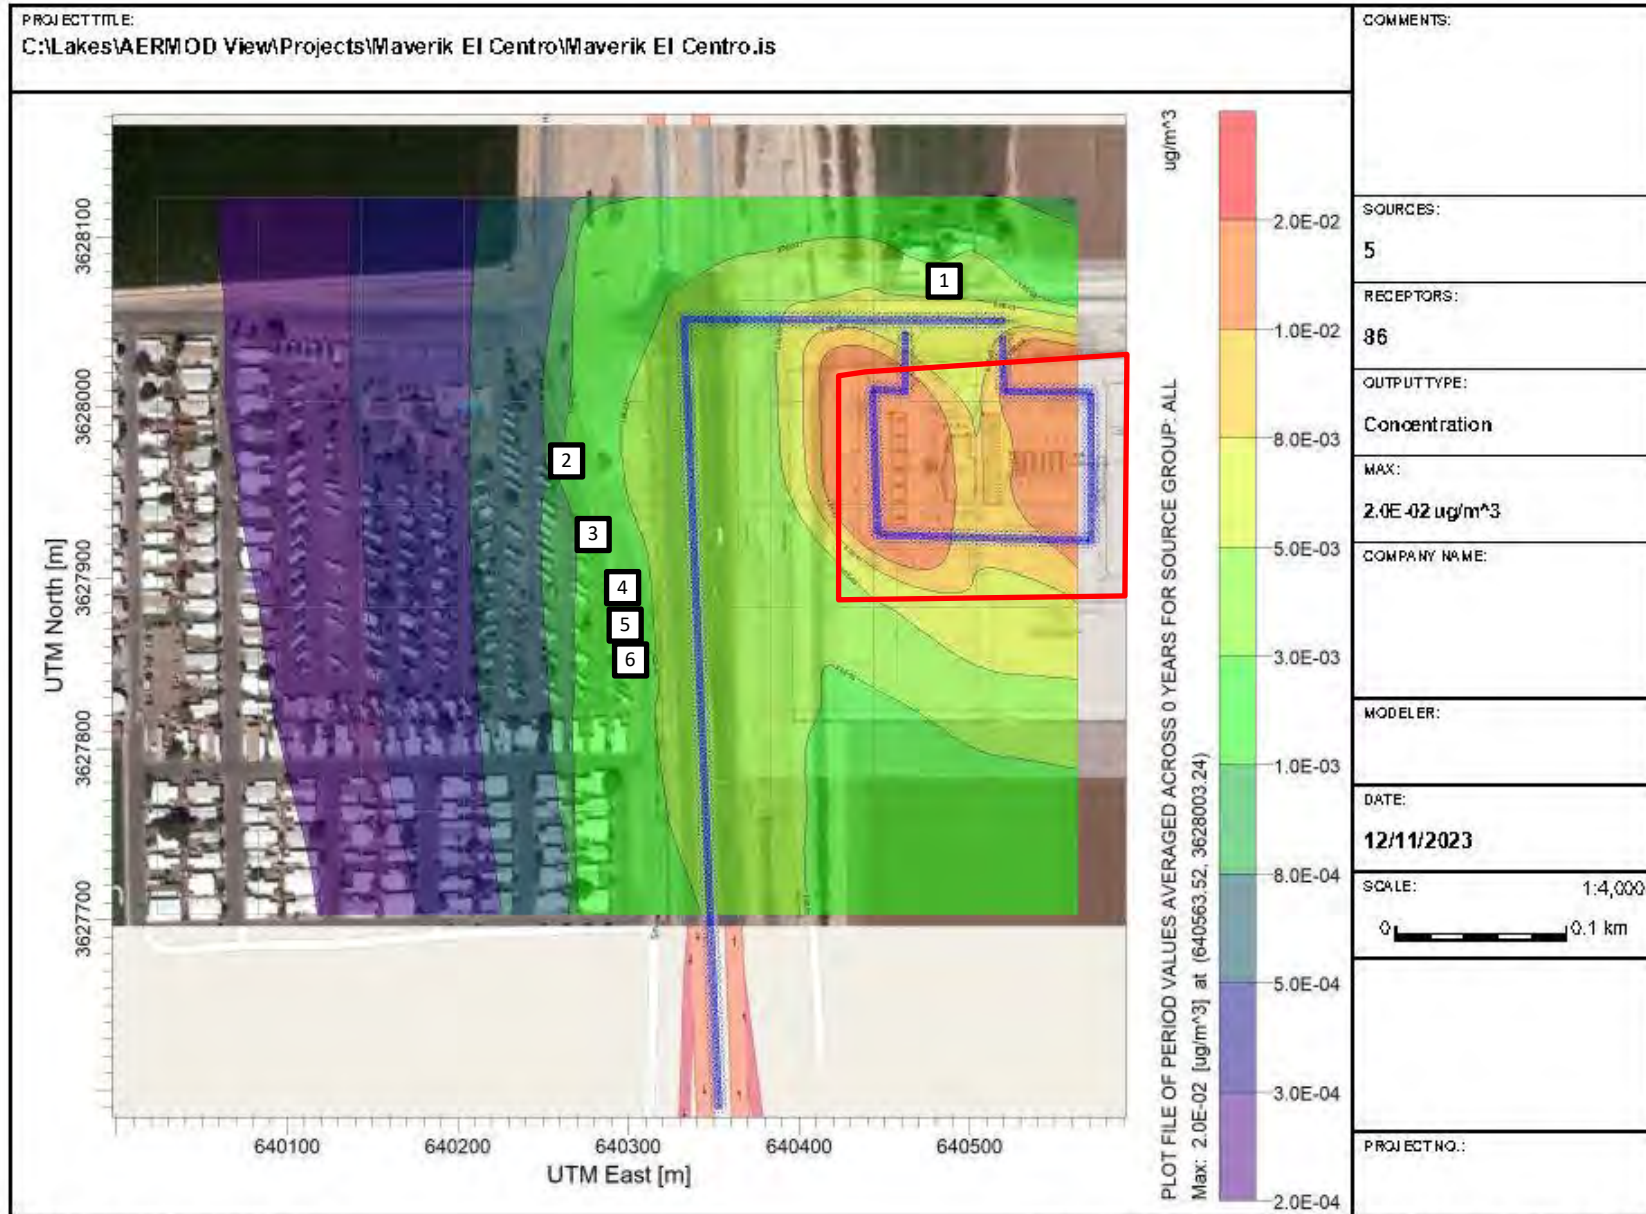 PROJECT TITLE:
C:\Lakes\AERMOD View\Projects\Maverik El Centro\Maverik El Centro.is
COMMENTS:
SOURCES:
5
RECEPTORS:
86
OUTPUT TYPE:
Concentration
MAX:
2.0E-02 ug/m^3
COMPANY NAME:
MODELER:
DATE:
12/11/2023
SCALE:
1:4,000
0
0.1 km
PROJECT NO.:
UTM North [m]
3628100
3628000
3627900
3627800
3627700
1
2
3
4
5
6
640100
640200
640300
640400
640500
UTM East [m]
PLOT FILE OF PERIOD VALUES AVERAGED ACROSS 0 YEARS FOR SOURCE GROUP: ALL
Max: 2.0E-02 [ug/m^3] at (640563.52, 3628003.24)
ug/m^3
2.0E-02
1.0E-02
8.0E-03
5.0E-03
3.0E-03
1.0E-03
8.0E-04
5.0E-04
3.0E-04
2.0E-04